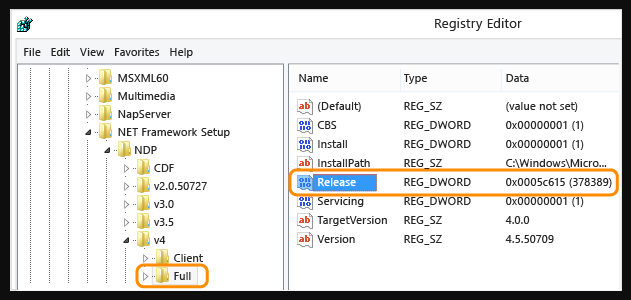 Registry Editor
File Edit View Favorites Help
MSXML60
Multimedia
NapServer
NET Framework Setup
NDP
CDF
v2.0.50727
v3.0
v3.5
v4
Client
Full
Name Type Data
(Default) REG_SZ (value not set)
CBS REG_DWORD 0x00000001 (1)
Install REG_DWORD 0x00000001 (1)
InstallPath REG_SZ C:\Windows\Micro...
Release REG_DWORD 0x0005c615 (378389)
Servicing REG_DWORD 0x00000001 (1)
TargetVersion REG_SZ 4.0.0
Version REG_SZ 4.5.50709